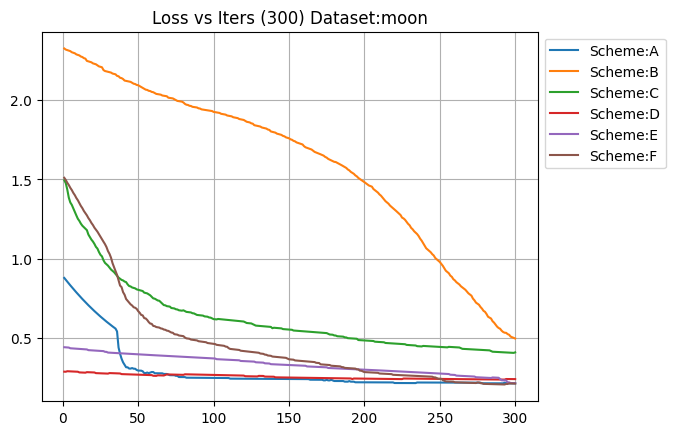 Loss vs Iters (300) Dataset:moon
Scheme:A
Scheme:B
Scheme:C
Scheme:D
Scheme:E
Scheme:F
2.0
1.5
1.0
0.5
0 50 100 150 200 250 300